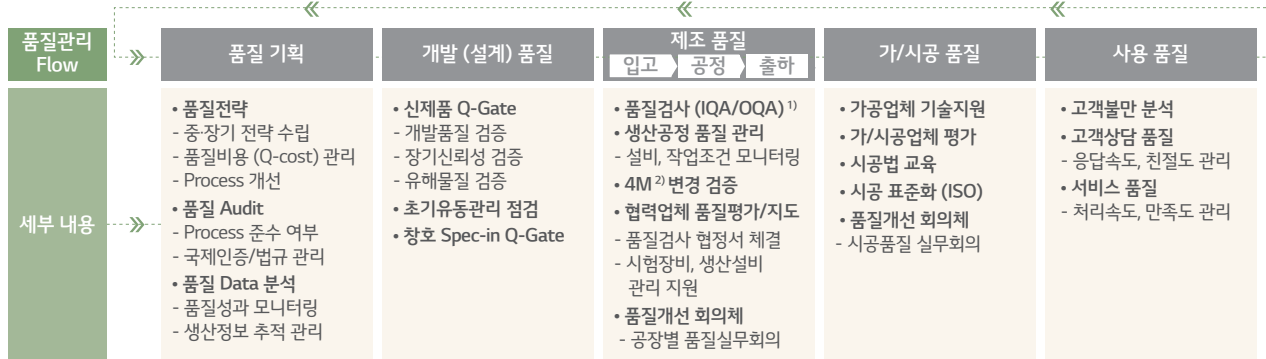 품질관리
Flow
품질 기획
개발 (설계) 품질
제조 품질
입고 공정 출하
가/시공 품질
사용 품질
세부 내용
• 품질전략
- 중·장기 전략 수립
- 품질비용 (Q-cost) 관리
- Process 개선
• 품질 Audit
- Process 준수 여부
- 국제인증/법규 관리
• 품질 Data 분석
- 품질성과 모니터링
- 생산정보 추적 관리
• 신제품 Q-Gate
- 개발품질 검증
- 장기신뢰성 검증
- 유해물질 검증
• 초기유동관리 점검
• 창호 Spec-in Q-Gate
• 품질검사 (IQA/OQA) 1)
• 생산공정 품질 관리
- 설비, 작업조건 모니터링
• 4M 2) 변경 검증
• 협력업체 품질평가/지도
- 품질검사 협정서 체결
- 시험장비, 생산설비
관리 지원
• 품질개선 회의체
- 공장별 품질실무회의
• 가공업체 기술지원
• 가/시공업체 평가
• 시공법 교육
• 시공 표준화 (ISO)
• 품질개선 회의체
- 시공품질 실무회의
• 고객불만 분석
• 고객상담 품질
- 응답속도, 친절도 관리
• 서비스 품질
- 처리속도, 만족도 관리